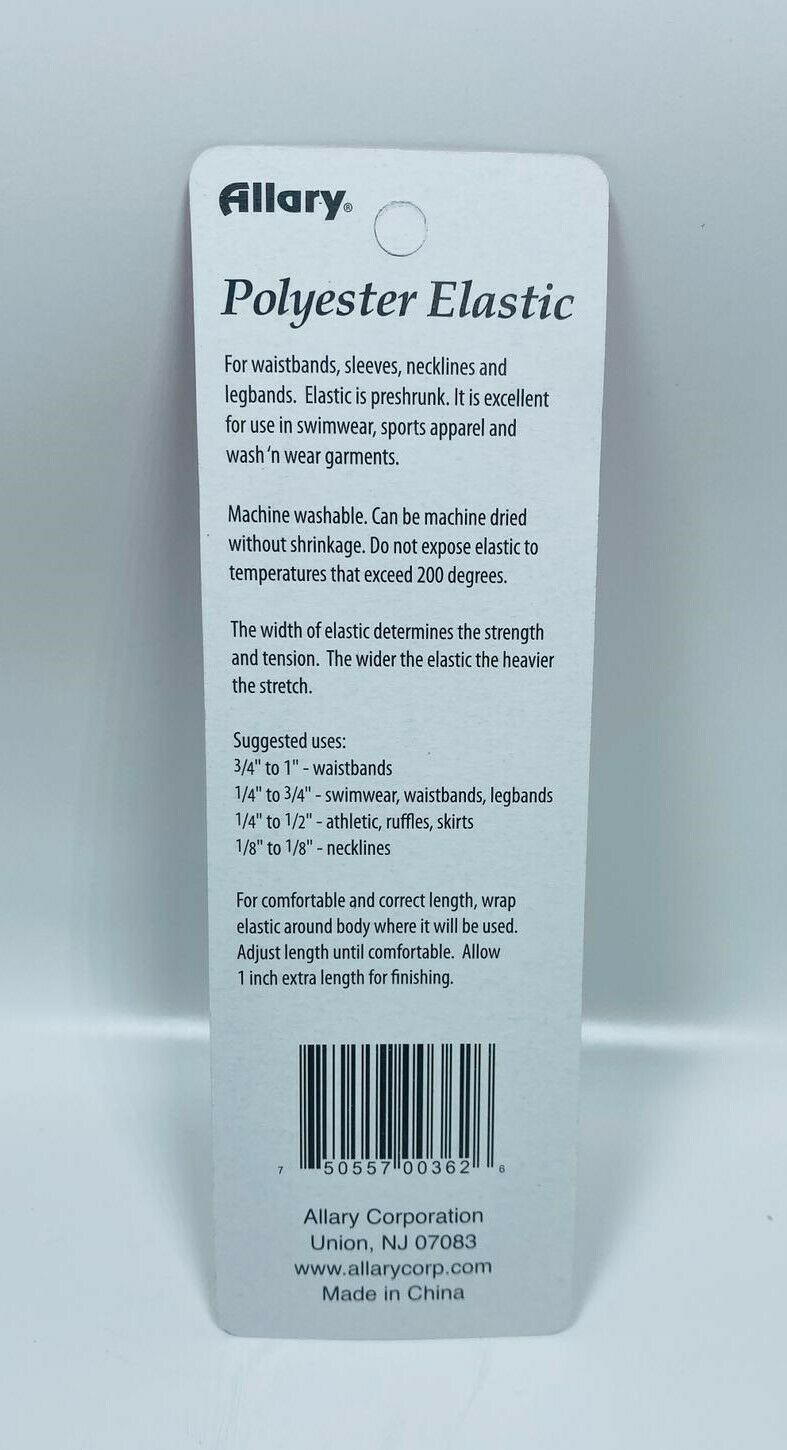 Allary®
Polyester Elastic
For waistbands, sleeves, necklines and
legbands. Elastic is preshrunk. It is excellent
for use in swimwear, sports apparel and
wash 'n wear garments.
Machine washable. Can be machine dried
without shrinkage. Do not expose elastic to
temperatures that exceed 200 degrees.
The width of elastic determines the strength
and tension. The wider the elastic the heavier
the stretch.
Suggested uses:
3/4" to 1" - waistbands
1/4" to 3/4" - swimwear, waistbands, legbands
1/4" to 1/2" - athletic, ruffles, skirts
1/8" to 1/8" - necklines
For comfortable and correct length, wrap
elastic around body where it will be used.
Adjust length until comfortable. Allow
1 inch extra length for finishing.
7 50557 00362 6
Allary Corporation
Union, NJ 07083
www.allarycorp.com
Made in China